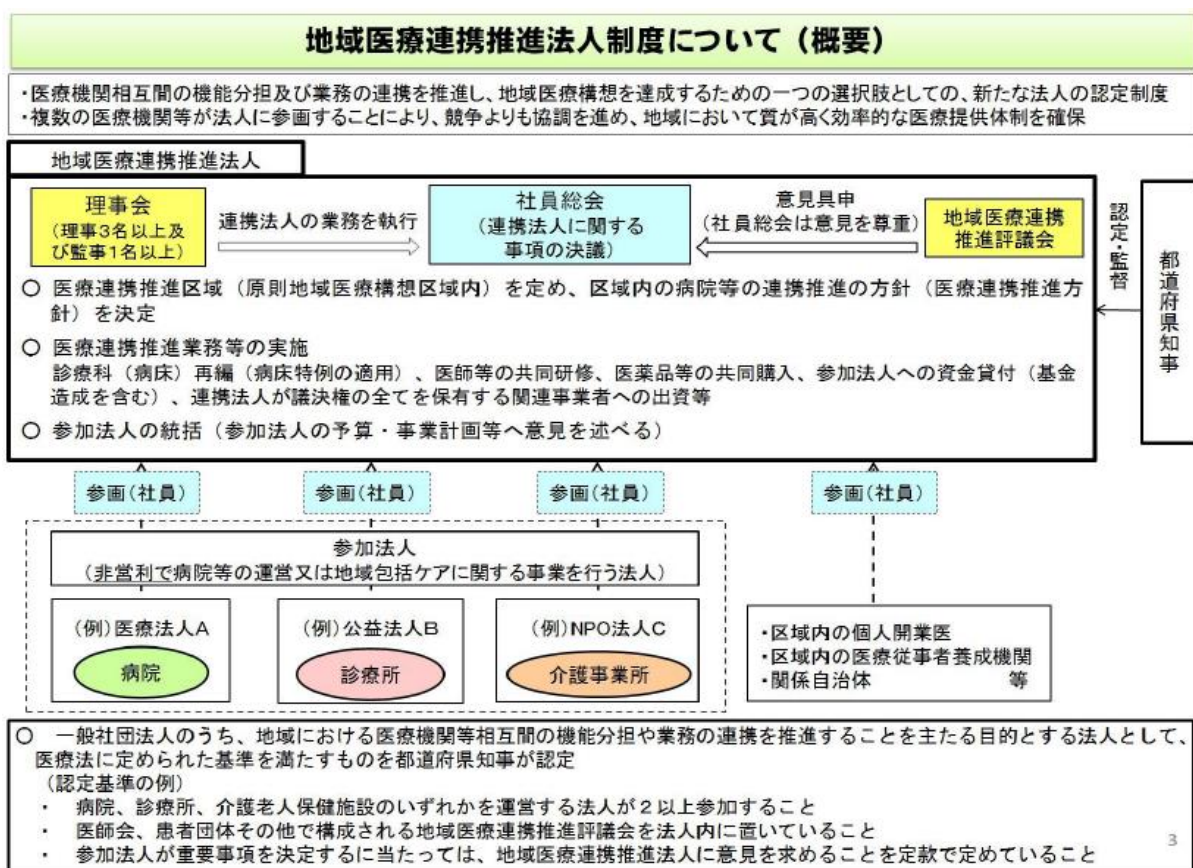 地域医療連携推進法人制度について（概要）
・医療機関相互間の機能分担及び業務の連携を推進し、地域医療構想を達成するための一つの選択肢としての、新たな法人の認定制度
・複数の医療機関等が法人に参画することにより、競争よりも協調を進め、地域において質が高く効率的な医療提供体制を確保
地域医療連携推進法人
理事会
（理事3名以上及
び監事1名以上）
連携法人の業務を執行
社員総会
（連携法人に関する
事項の決議）
意見具申
（社員総会は意見を尊重）
地域医療連携
推進評議会
認定・監督
都道府県知事
○ 医療連携推進区域（原則地域医療構想区域内）を定め、区域内の病院等の連携推進の方針（医療連携推進方
針）を決定
○ 医療連携推進業務等の実施
診療科（病床）再編（病床特例の適用）、医師等の共同研修、医薬品等の共同購入、参加法人への資金貸付（基金
造成を含む）、連携法人が議決権の全てを保有する関連事業者への出資等
○ 参加法人の統括（参加法人の予算・事業計画等へ意見を述べる）
参画（社員）
参画（社員）
参画（社員）
参画（社員）
参加法人
（非営利で病院等の運営又は地域包括ケアに関する事業を行う法人）
（例）医療法人A
病院
（例）公益法人B
診療所
（例）NPO法人C
介護事業所
・区域内の個人開業医
・区域内の医療従事者養成機関
・関係自治体 等
○ 一般社団法人のうち、地域における医療機関等相互間の機能分担や業務の連携を推進することを主たる目的とする法人として、
医療法に定められた基準を満たすものを都道府県知事が認定
（認定基準の例）
・ 病院、診療所、介護老人保健施設のいずれかを運営する法人が２以上参加すること
・ 医師会、患者団体その他で構成される地域医療連携推進評議会を法人内に置いていること
・ 参加法人が重要事項を決定するに当たっては、地域医療連携推進法人に意見を求めることを定款で定めていること
3